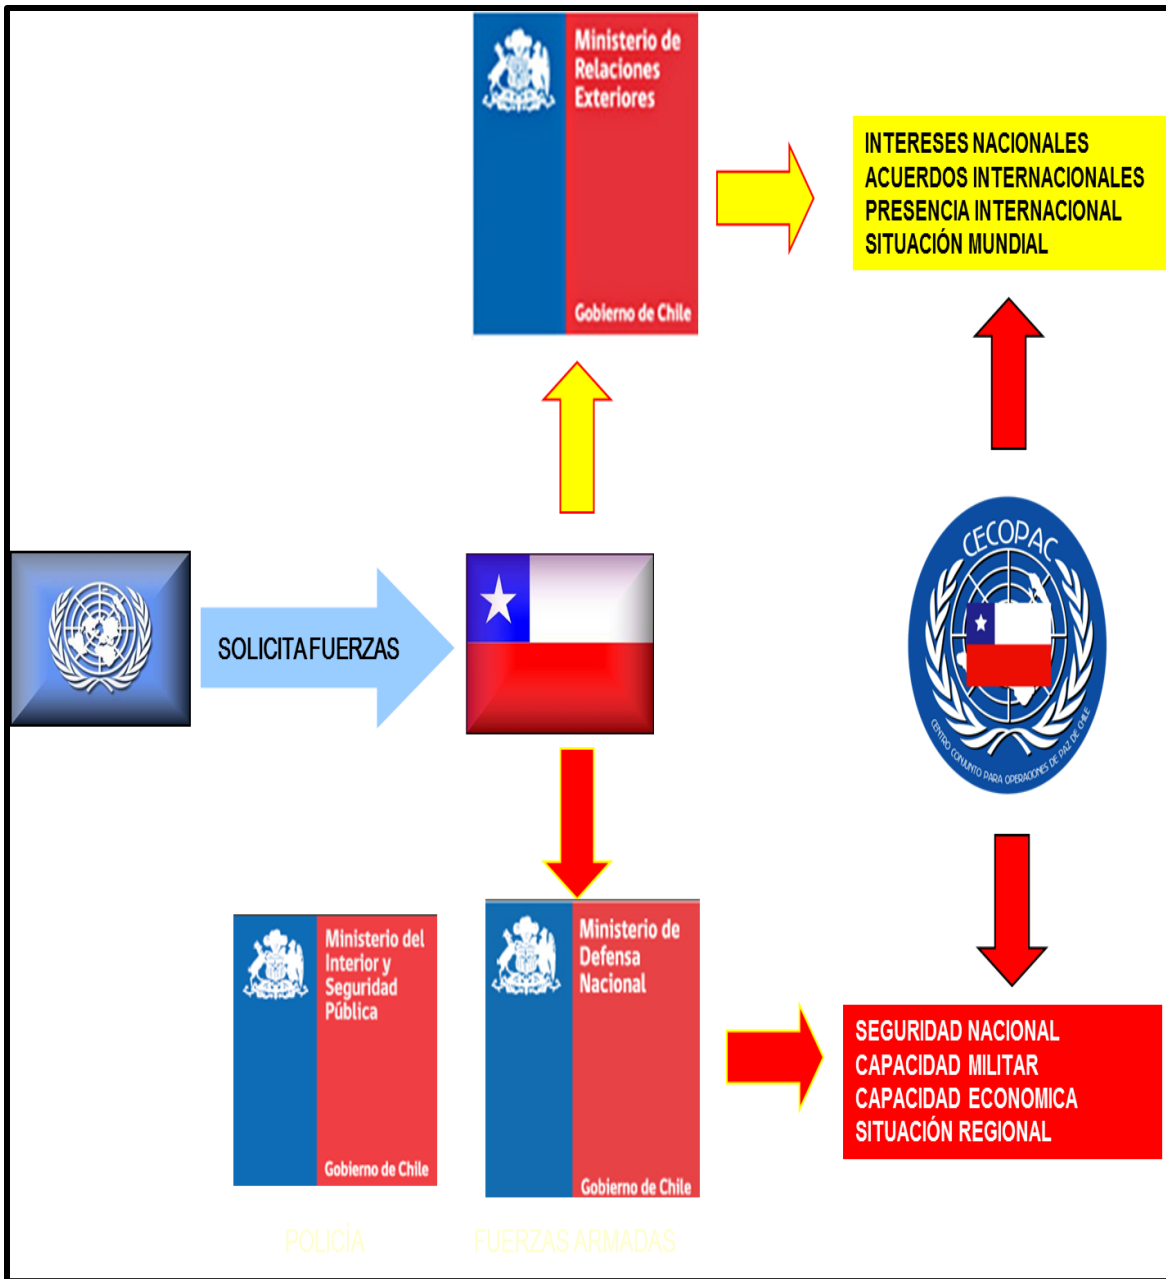 Ministerio de
Relaciones
Exteriores
Gobierno de Chile
INTERESES NACIONALES
ACUERDOS INTERNACIONALES
PRESENCIA INTERNACIONAL
SITUACIÓN MUNDIAL
SOLICITA FUERZAS
CECOPAC
CENTRO CONJUNTO PARA OPERACIONES DE PAZ DE CHILE
Ministerio del
Interior y
Seguridad
Pública
Gobierno de Chile
Ministerio de
Defensa
Nacional
Gobierno de Chile
SEGURIDAD NACIONAL
CAPACIDAD MILITAR
CAPACIDAD ECONOMICA
SITUACIÓN REGIONAL
POLICÍA
FUERZAS ARMADAS